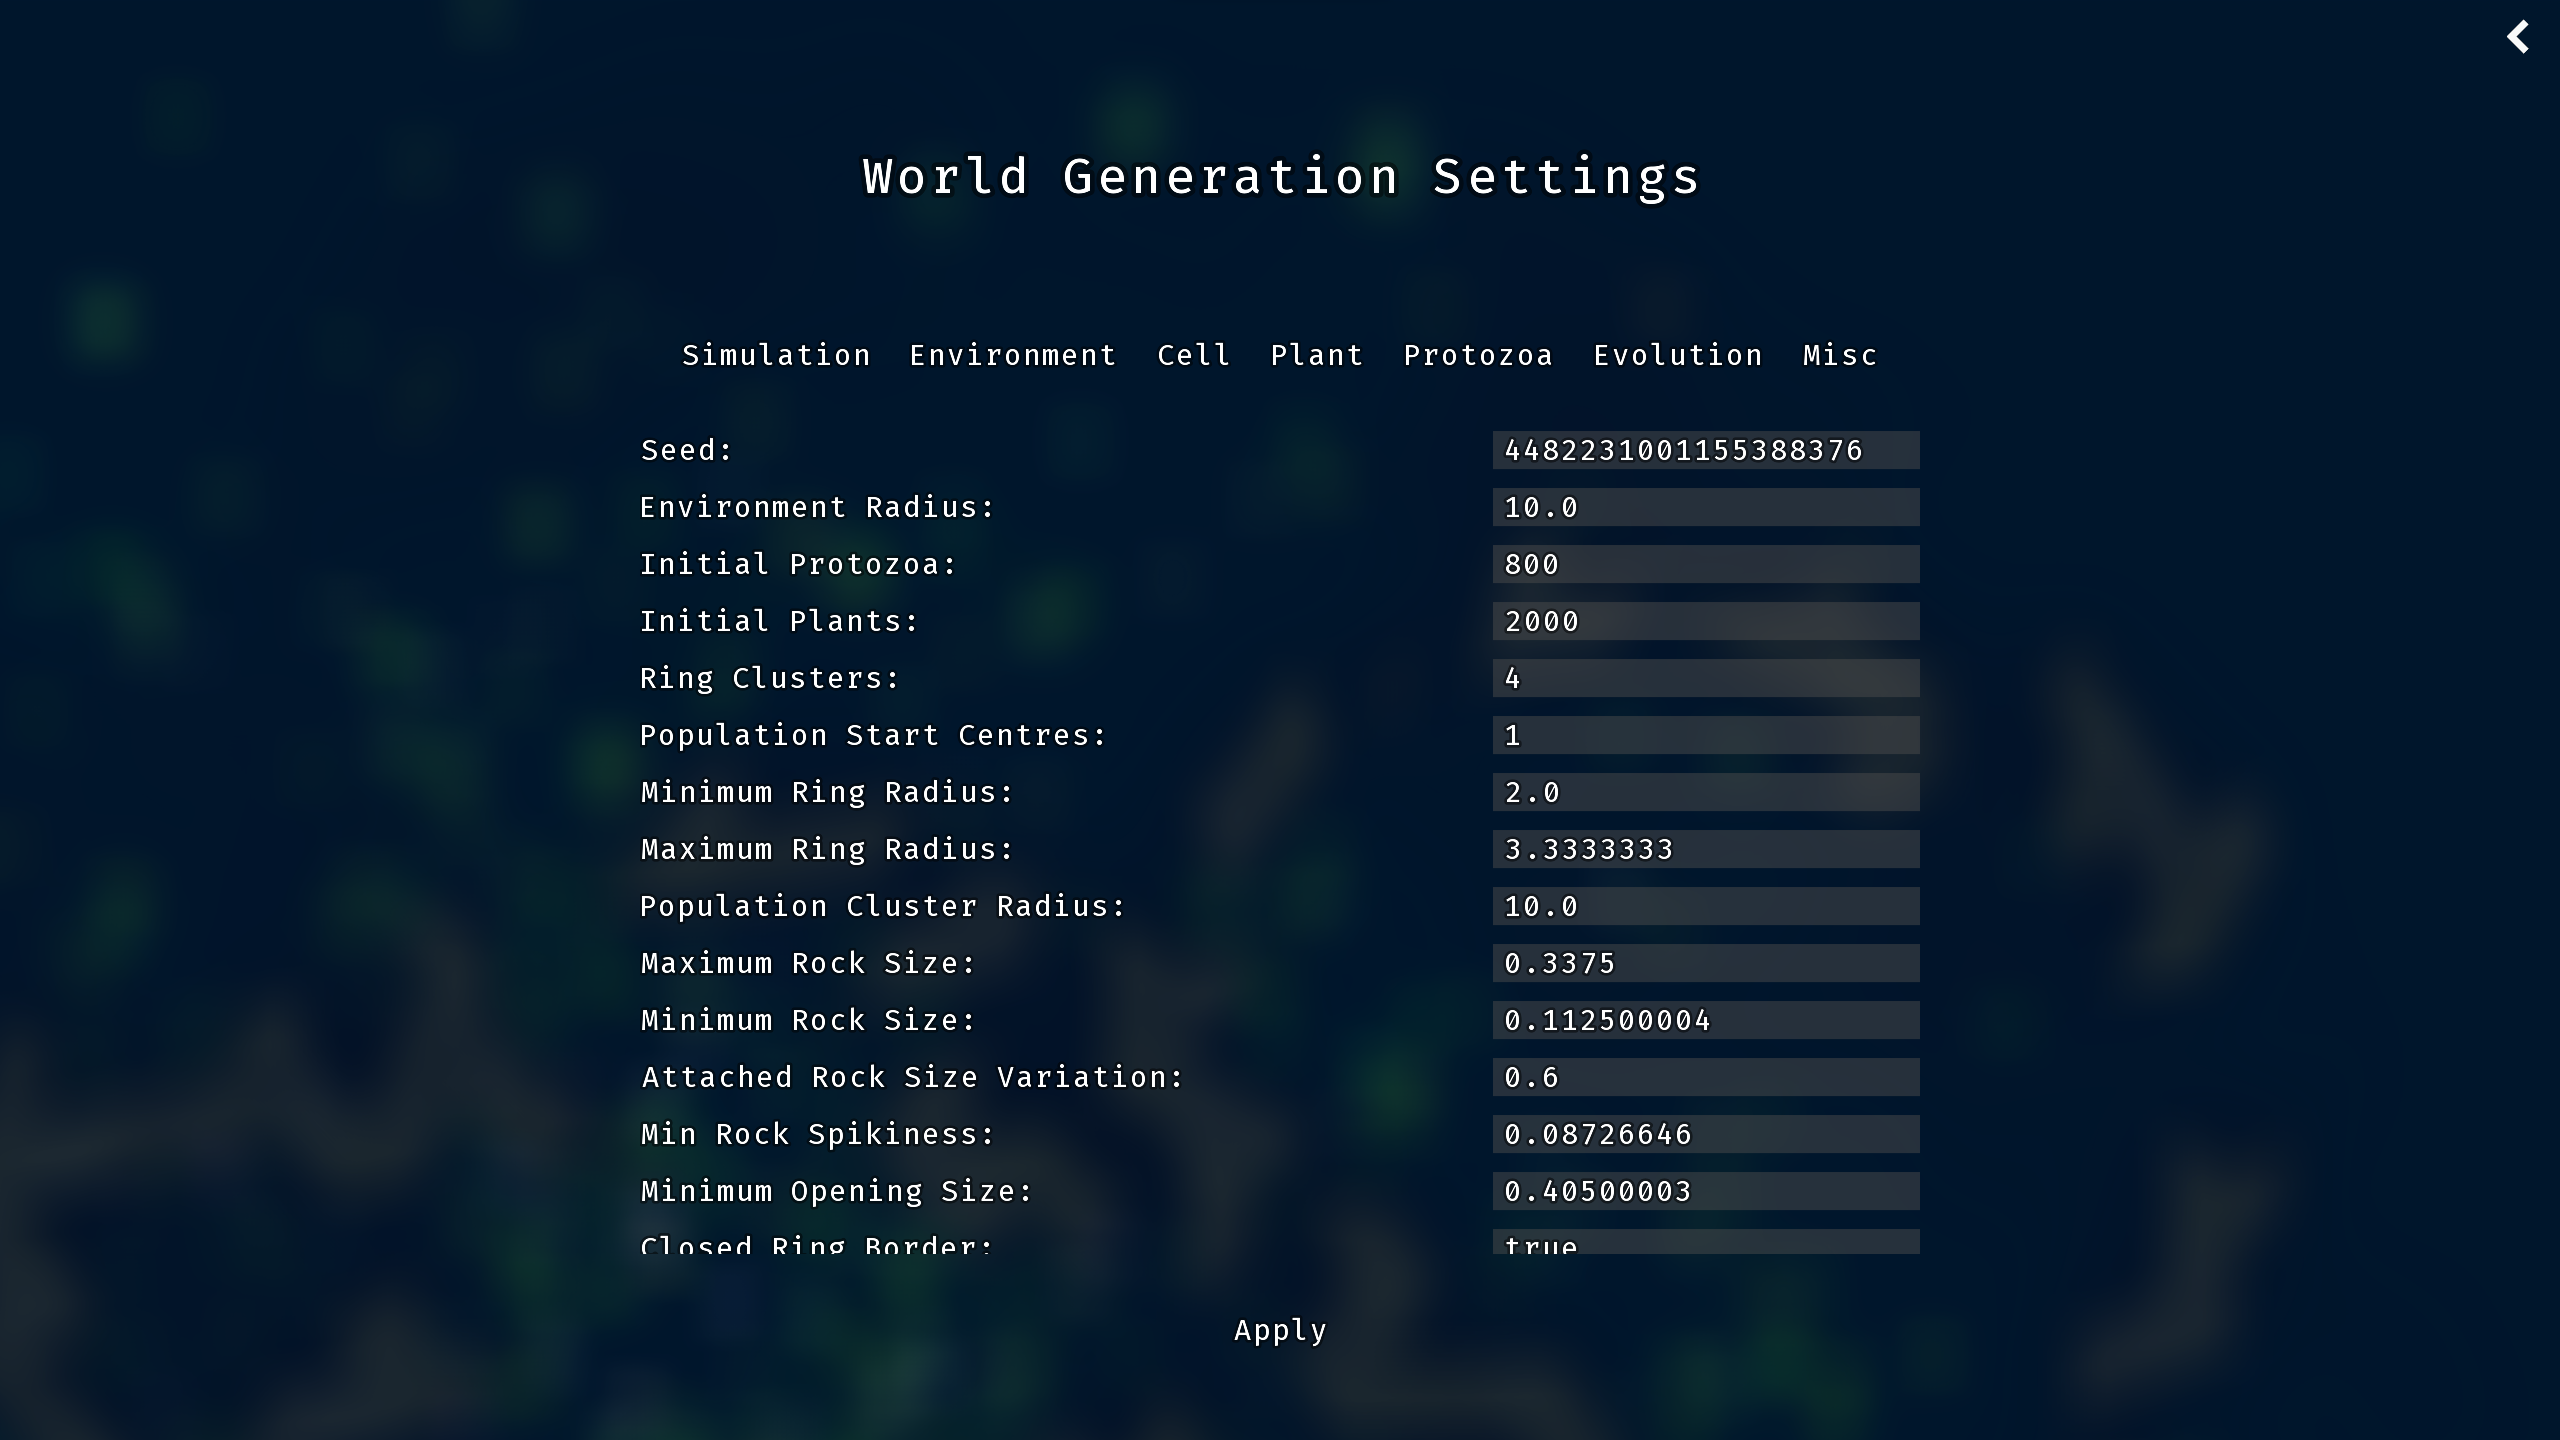 World Generation Settings
Simulation Environment Cell Plant Protozoa Evolution Misc
Seed: 4482231001155388376
Environment Radius: 10.0
Initial Protozoa: 800
Initial Plants: 2000
Ring Clusters: 4
Population Start Centres: 1
Minimum Ring Radius: 2.0
Maximum Ring Radius: 3.3333333
Population Cluster Radius: 10.0
Maximum Rock Size: 0.3375
Minimum Rock Size: 0.112500004
Attached Rock Size Variation: 0.6
Min Rock Spikiness: 0.08726646
Minimum Opening Size: 0.40500003
Closed Ring Border: true
Apply